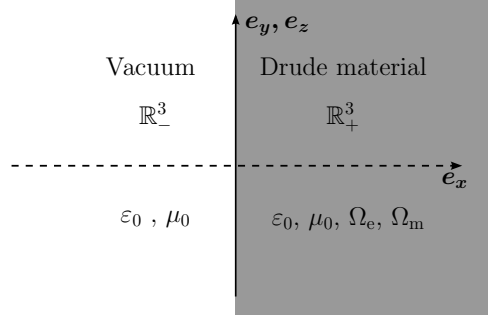 e_y, e_z
Vacuum Drude material
ℝ³₋ ℝ³₊
e_x
ε₀ , μ₀ ε₀, μ₀, Ωₑ, Ωₘ